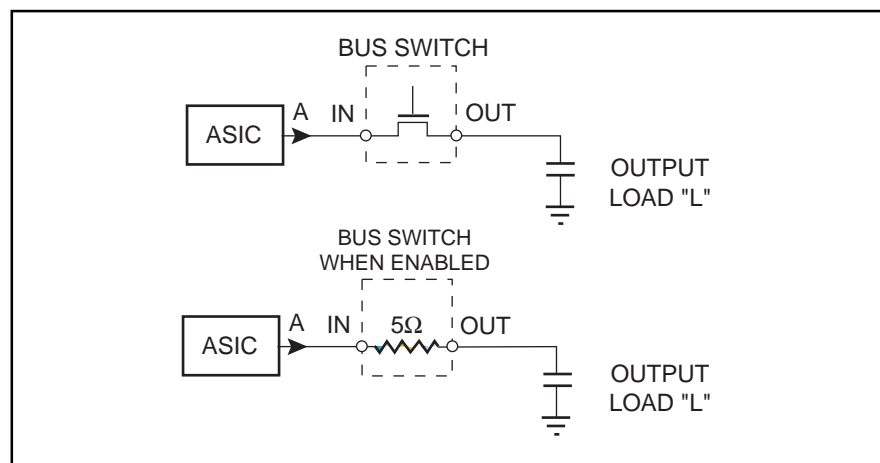 BUS SWITCH
ASIC
A
IN
OUT
OUTPUT
LOAD "L"
BUS SWITCH
WHEN ENABLED
ASIC
A
IN
5Ω
OUT
OUTPUT
LOAD "L"